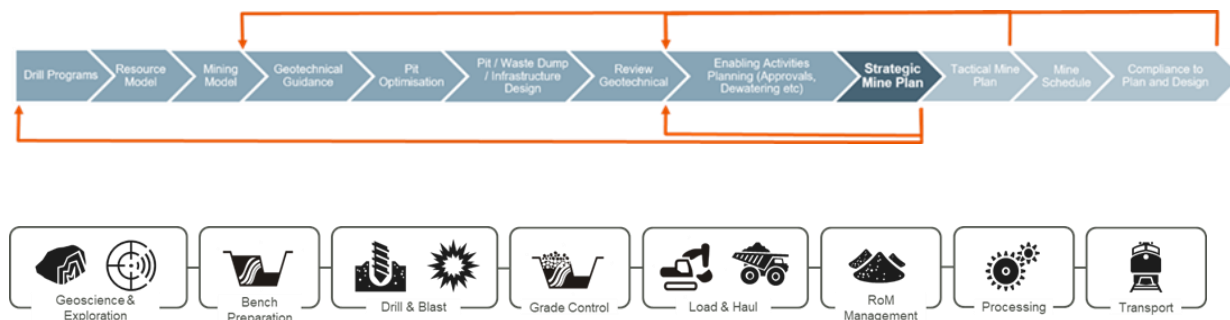 Drill Programs
Resource
Model
Mining
Model
Geotechnical
Guidance
Pit
Optimisation
Pit / Waste Dump
/ Infrastructure
Design
Review
Geotechnical
Enabling Activities
Planning (Approvals,
Dewatering etc)
Strategic
Mine Plan
Tactical Mine
Plan
Mine
Schedule
Compliance to
Plan and Design
Geoscience &
Exploration
Bench
Preparation
Drill & Blast
Grade Control
Load & Haul
RoM
Management
Processing
Transport